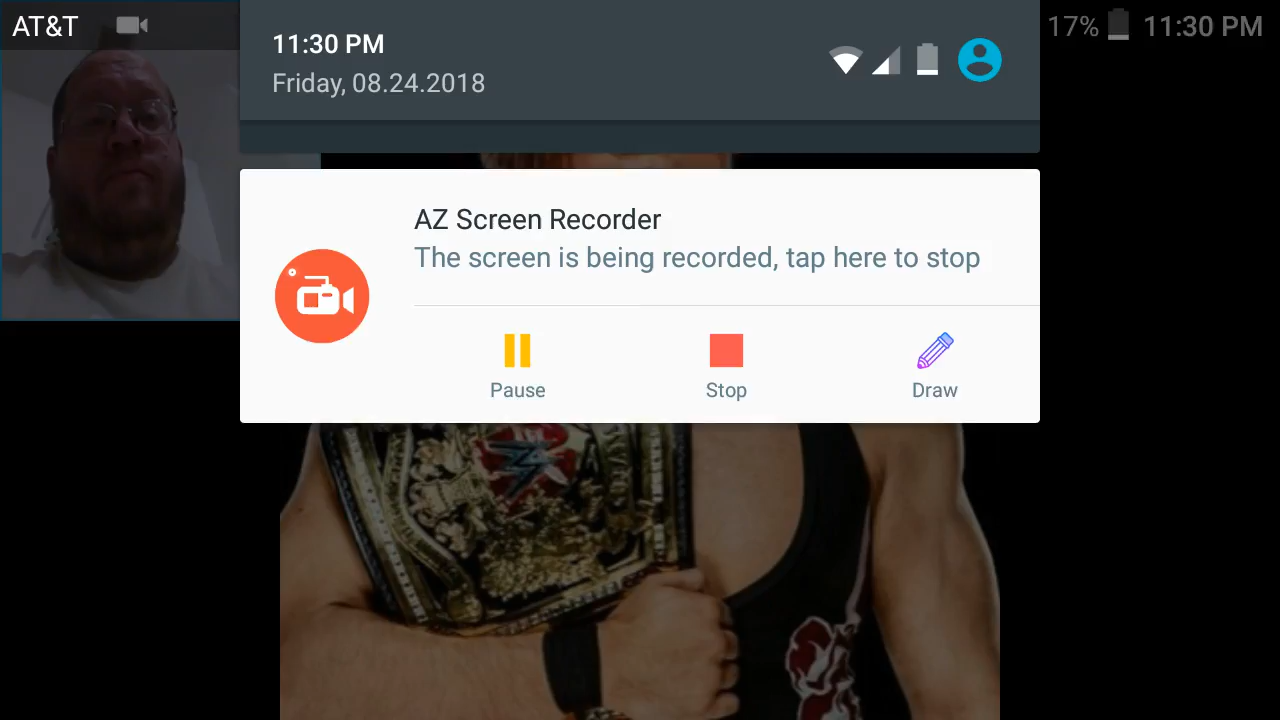 AT&T
17% 11:30 PM
11:30 PM
Friday, 08.24.2018
AZ Screen Recorder
The screen is being recorded, tap here to stop
Pause Stop Draw